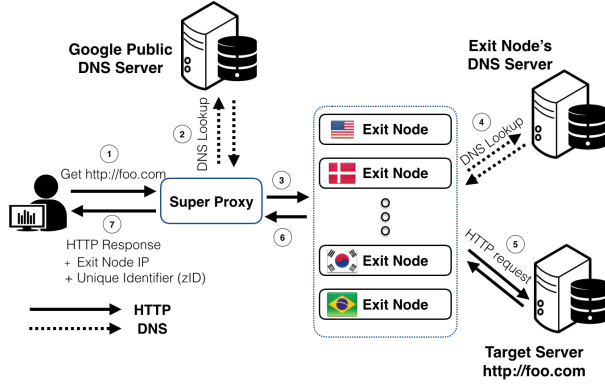 Google Public
DNS Server
Exit Node's
DNS Server
2
DNS Lookup
4
DNS Lookup
1
Get http://foo.com
Super Proxy
3
6
7
HTTP Response
+ Exit Node IP
+ Unique Identifier (zID)
Exit Node
Exit Node
Exit Node
Exit Node
5
HTTP request
HTTP
DNS
Target Server
http://foo.com